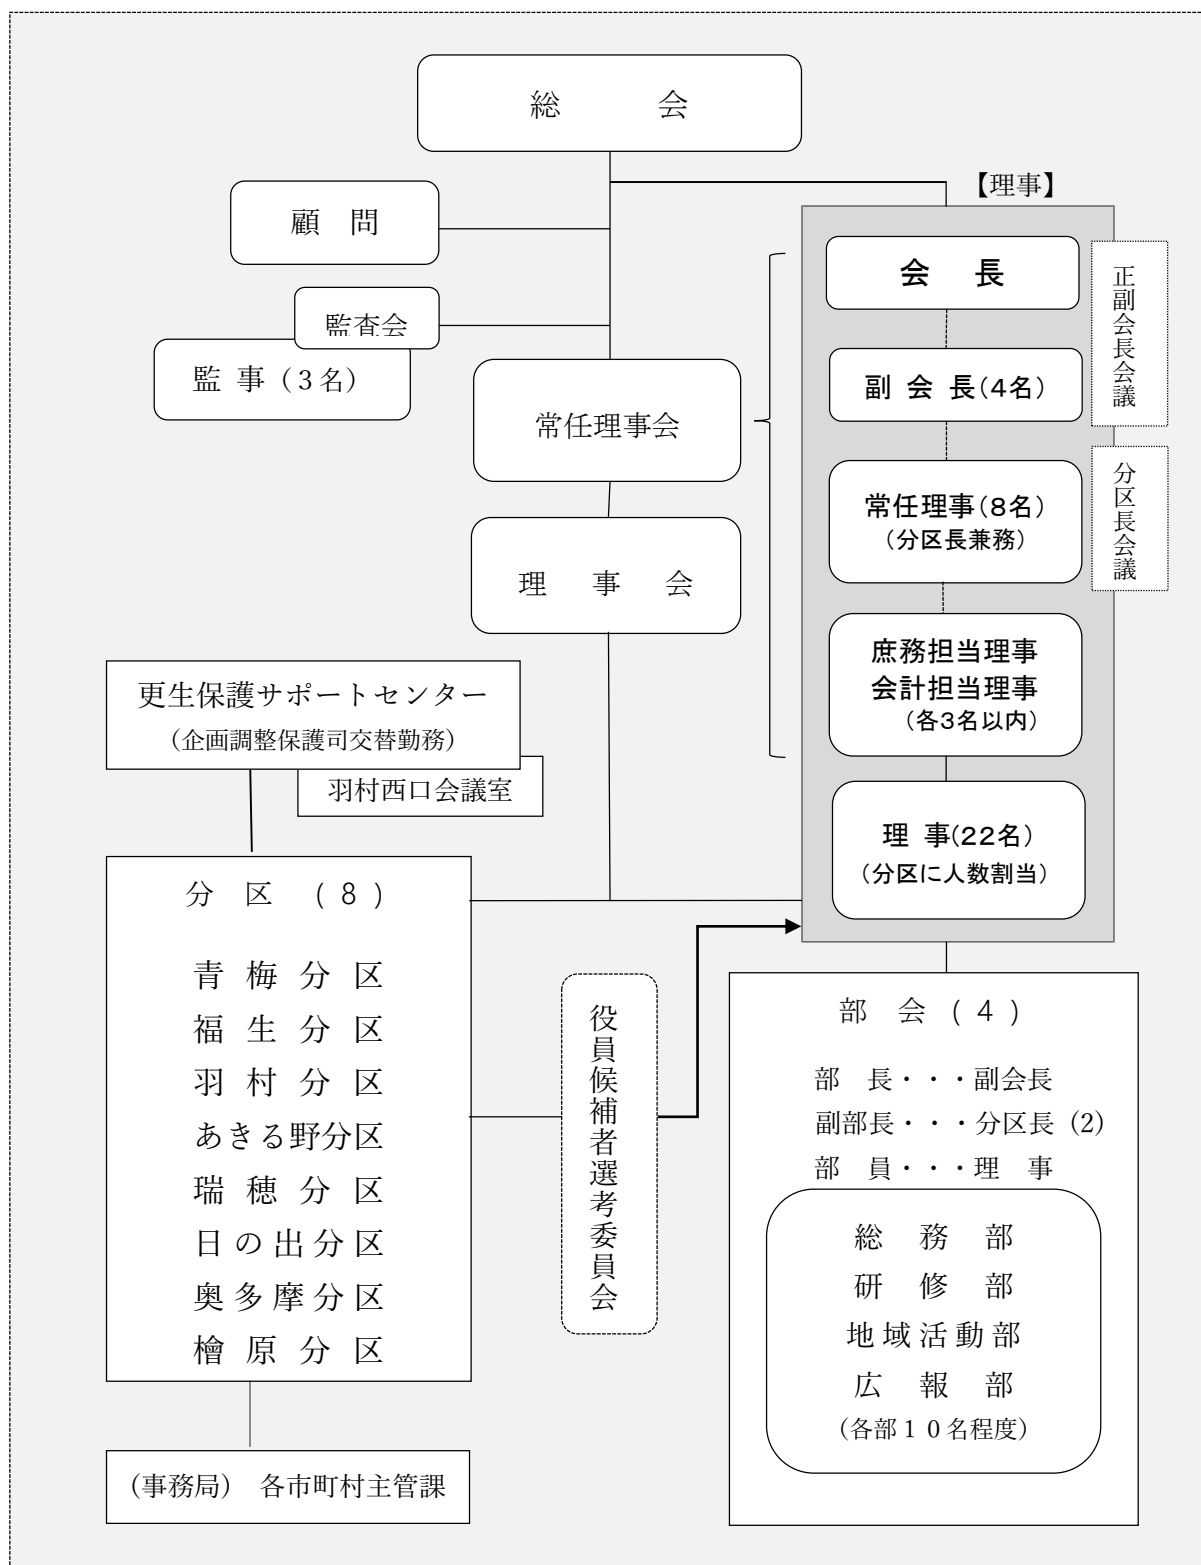 総　会
【理事】
顧　問
監査会
監 事（３名）
常任理事会
理　事　会
会　長
副 会 長（4名）
常任理事（8名）
（分区長兼務）
庶務担当理事
会計担当理事
（各3名以内）
理 事（22名）
（分区に人数割当）
正副会長会議
分区長会議
更生保護サポートセンター
（企画調整保護司交替勤務）
羽村西口会議室
分　区　（８）
青 梅 分 区
福 生 分 区
羽 村 分 区
あきる野分区
瑞 穂 分 区
日 の 出 分 区
奥 多 摩 分 区
檜 原 分 区
（事務局）　各市町村主管課
役員候補者選考委員会
部　会（４）
部　長・・・副会長
副部長・・・分区長（2）
部　員・・・理　事
総　務　部
研　修　部
地域活動部
広　報　部
（各部１０名程度）